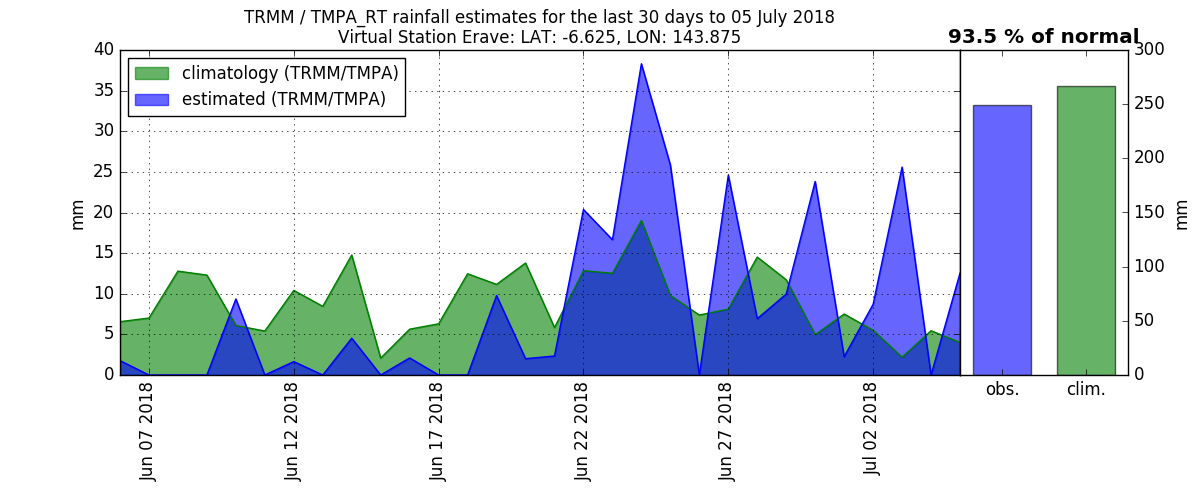 TRMM / TMPA_RT rainfall estimates for the last 30 days to 05 July 2018
Virtual Station Erave: LAT: -6.625, LON: 143.875
93.5 % of normal
climatology (TRMM/TMPA)
estimated (TRMM/TMPA)
mm
40
35
30
25
20
15
10
5
0
Jun 07 2018
Jun 12 2018
Jun 17 2018
Jun 22 2018
Jun 27 2018
Jul 02 2018
obs.
clim.
300
250
200
150
100
50
0
mm